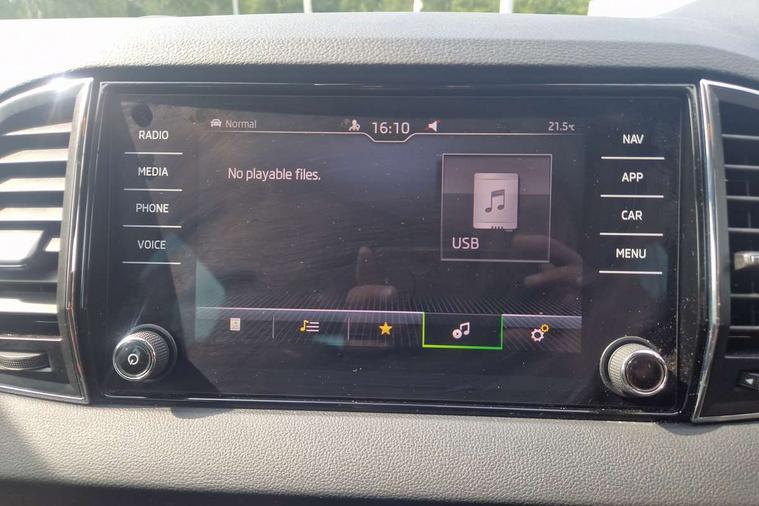 RADIO
MEDIA
PHONE
VOICE
Normal
16:10
21.5°C
No playable files.
USB
NAV
APP
CAR
MENU